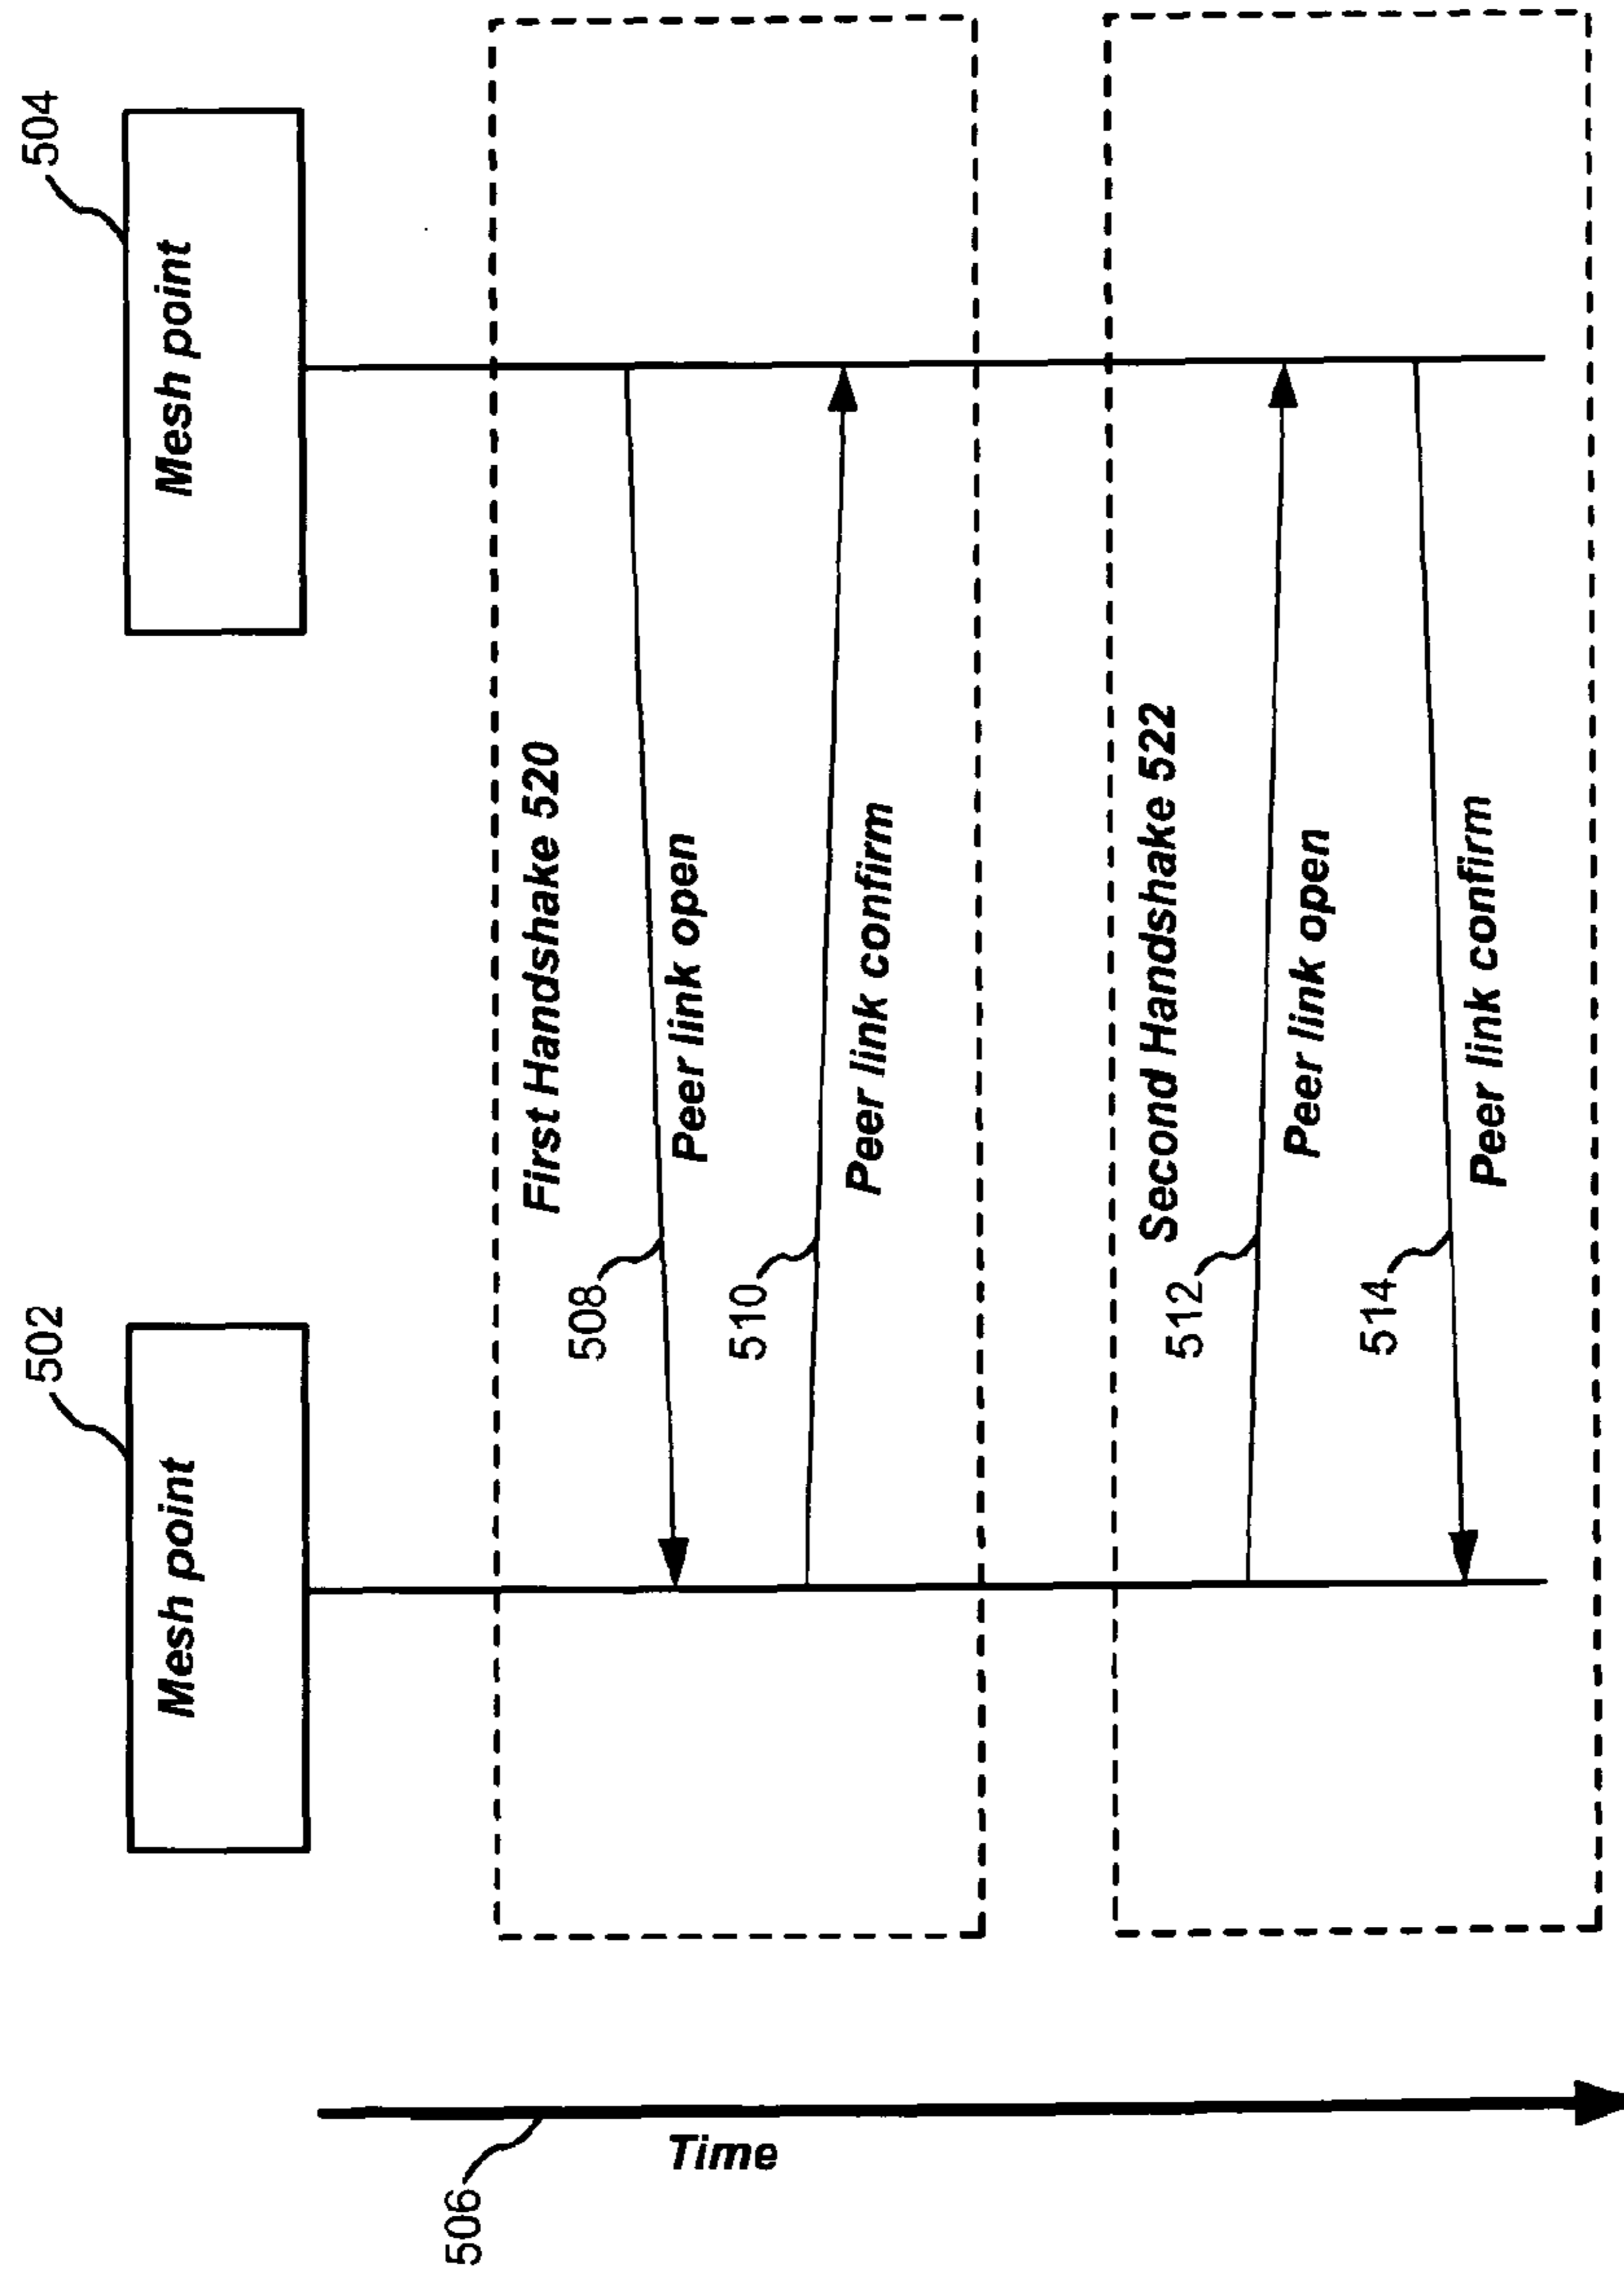 502
504
Mesh point
Mesh point
506
Time
First Handshake 520
508
Peer link open
510
Peer link confirm
Second Handshake 522
512
Peer link open
514
Peer link confirm